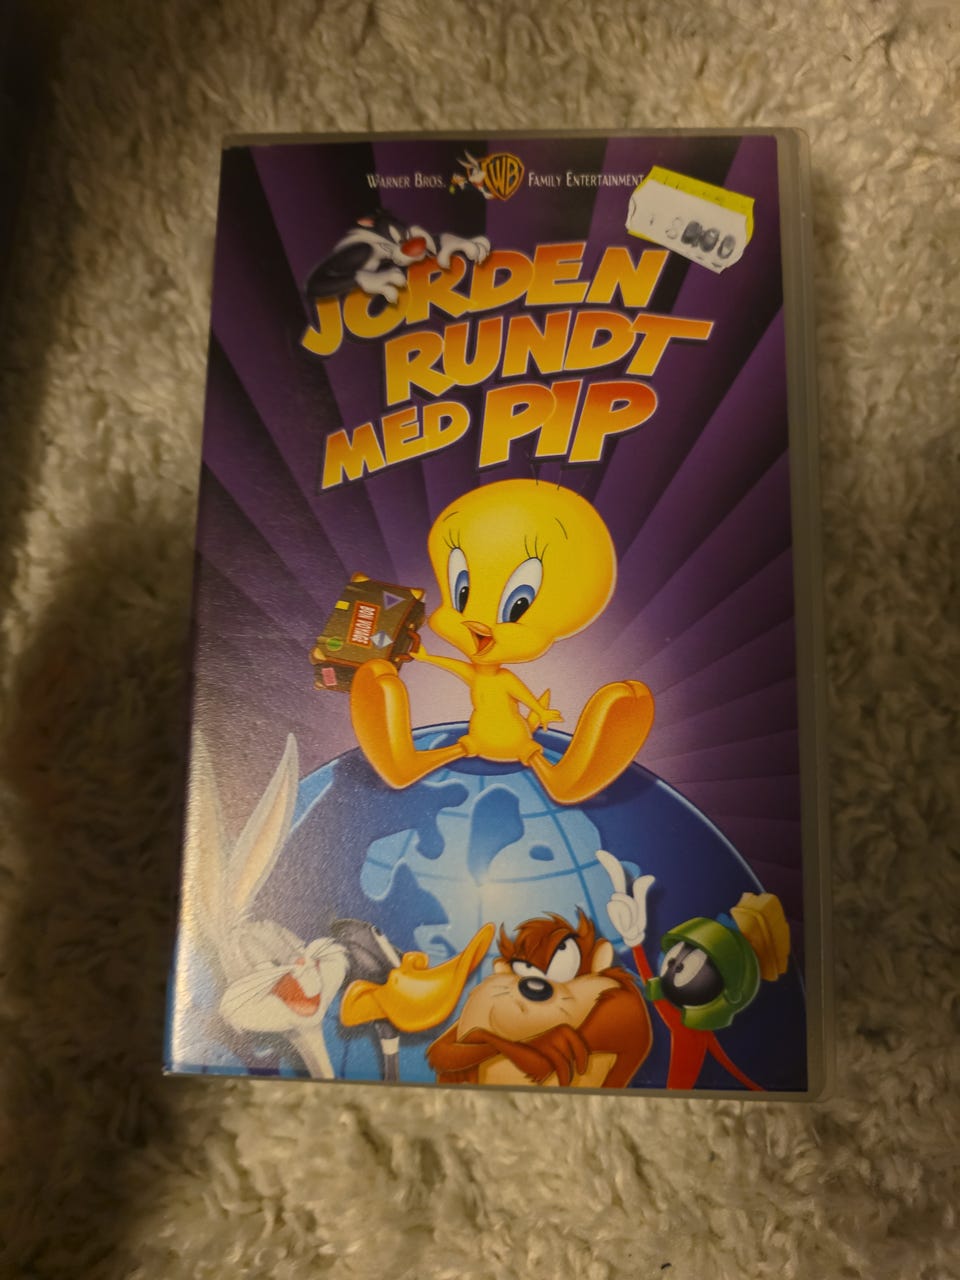 WARNER BROS. WB FAMILY ENTERTAINMENT
JORDEN
RUNDT
MED PIP
BON VOYAGE